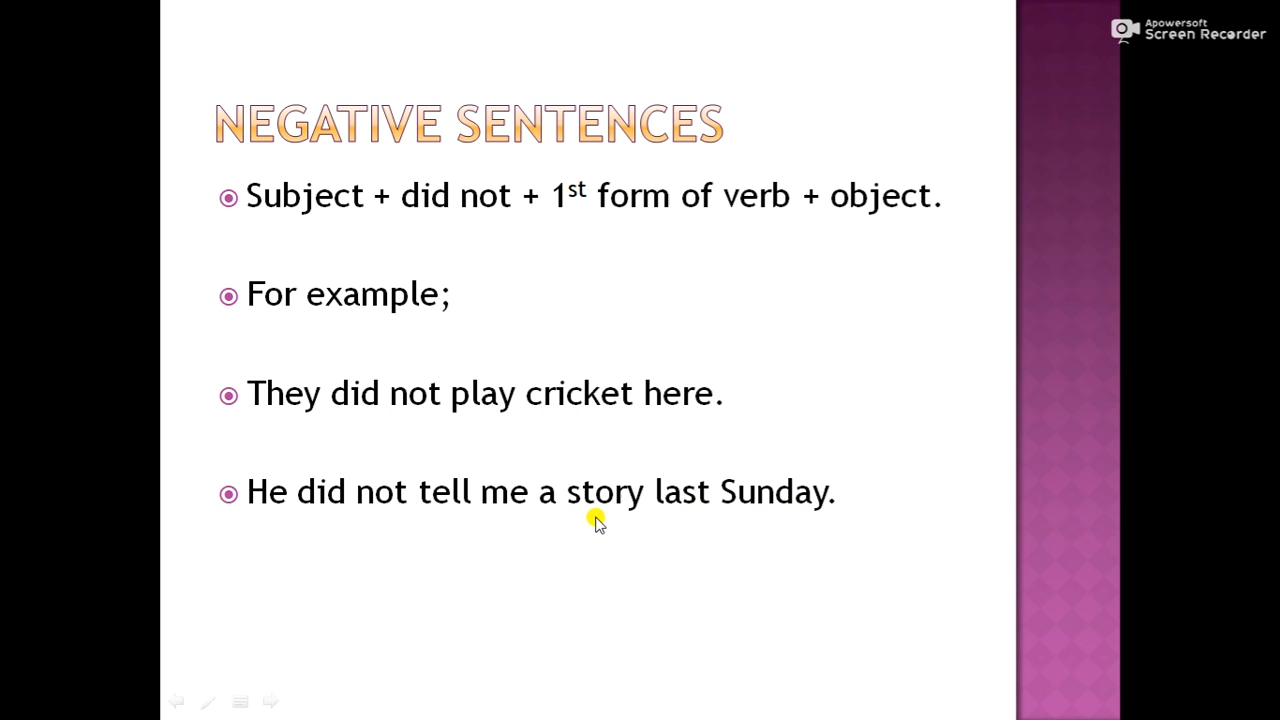 Apowersoft
Screen Recorder
NEGATIVE SENTENCES
Subject + did not + 1st form of verb + object.
For example;
They did not play cricket here.
He did not tell me a story last Sunday.